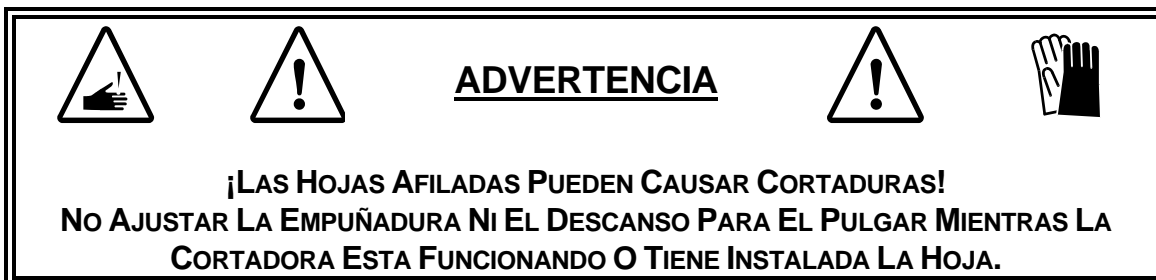 ADVERTENCIA
¡LAS HOJAS AFILADAS PUEDEN CAUSAR CORTADURAS!
NO AJUSTAR LA EMPUÑADURA NI EL DESCANSO PARA EL PULGAR MIENTRAS LA
CORTADORA ESTA FUNCIONANDO O TIENE INSTALADA LA HOJA.